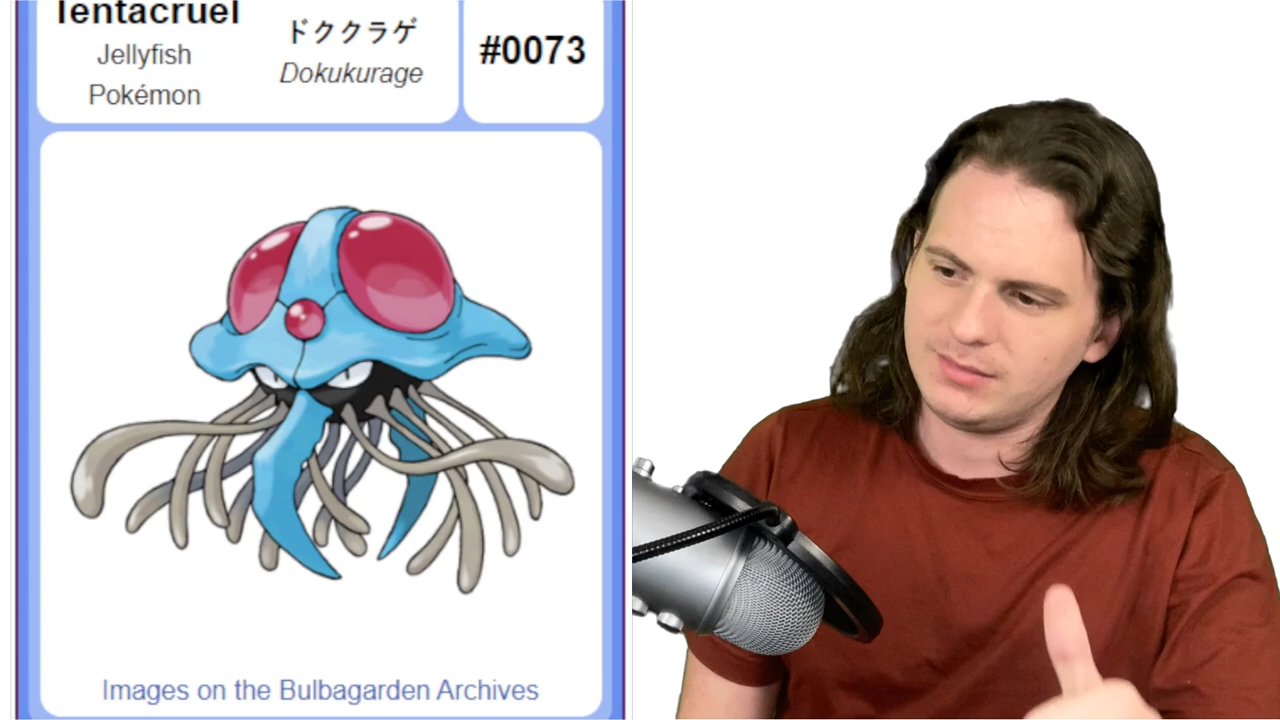 Tentacruel
Jellyfish
Pokémon
ドククラゲ
Dokukurage
#0073
Images on the Bulbagarden Archives